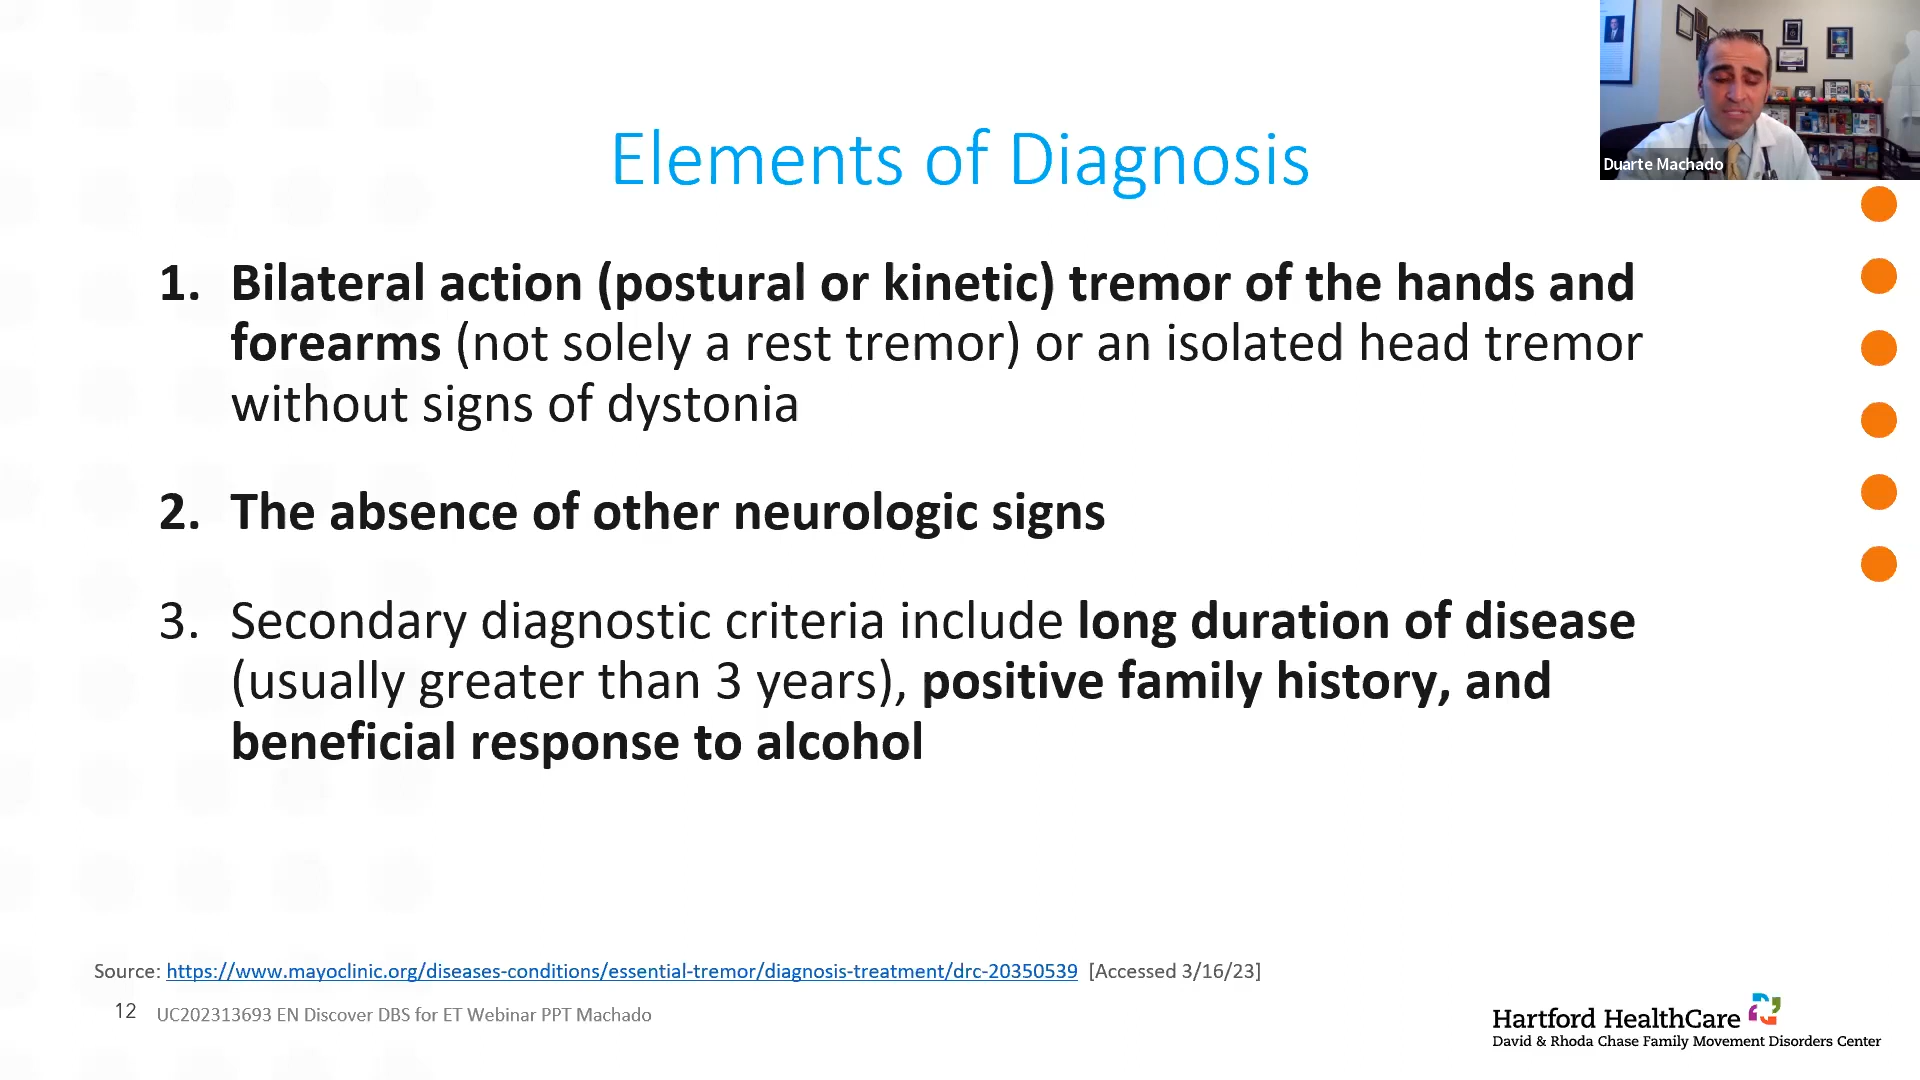 Elements of Diagnosis
Duarte Machado
1. Bilateral action (postural or kinetic) tremor of the hands and
forearms (not solely a rest tremor) or an isolated head tremor
without signs of dystonia
2. The absence of other neurologic signs
3. Secondary diagnostic criteria include long duration of disease
(usually greater than 3 years), positive family history, and
beneficial response to alcohol
Source: https://www.mayoclinic.org/diseases-conditions/essential-tremor/diagnosis-treatment/drc-20350539 [Accessed 3/16/23]
12 UC202313693 EN Discover DBS for ET Webinar PPT Machado
Hartford HealthCare
David & Rhoda Chase Family Movement Disorders Center